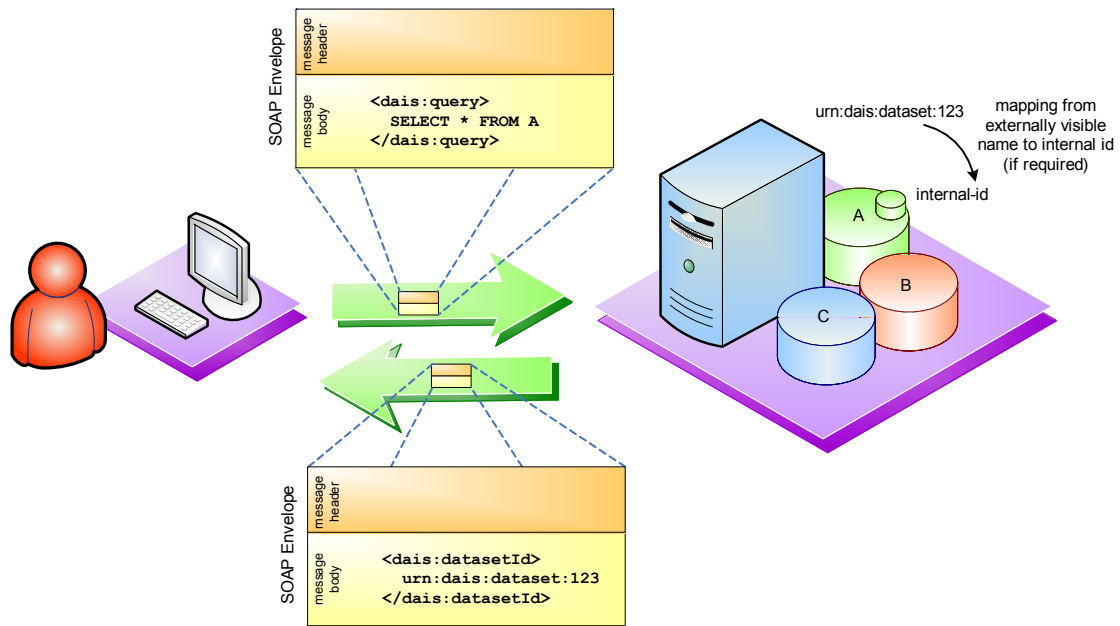 SOAP Envelope
message
header
message
body
<dais:query>
SELECT * FROM A
</dais:query>
urn:dais:dataset:123
mapping from
externally visible
name to internal id
(if required)
internal-id
A
B
C
SOAP Envelope
message
header
message
body
<dais:datasetId>
urn:dais:dataset:123
</dais:datasetId>